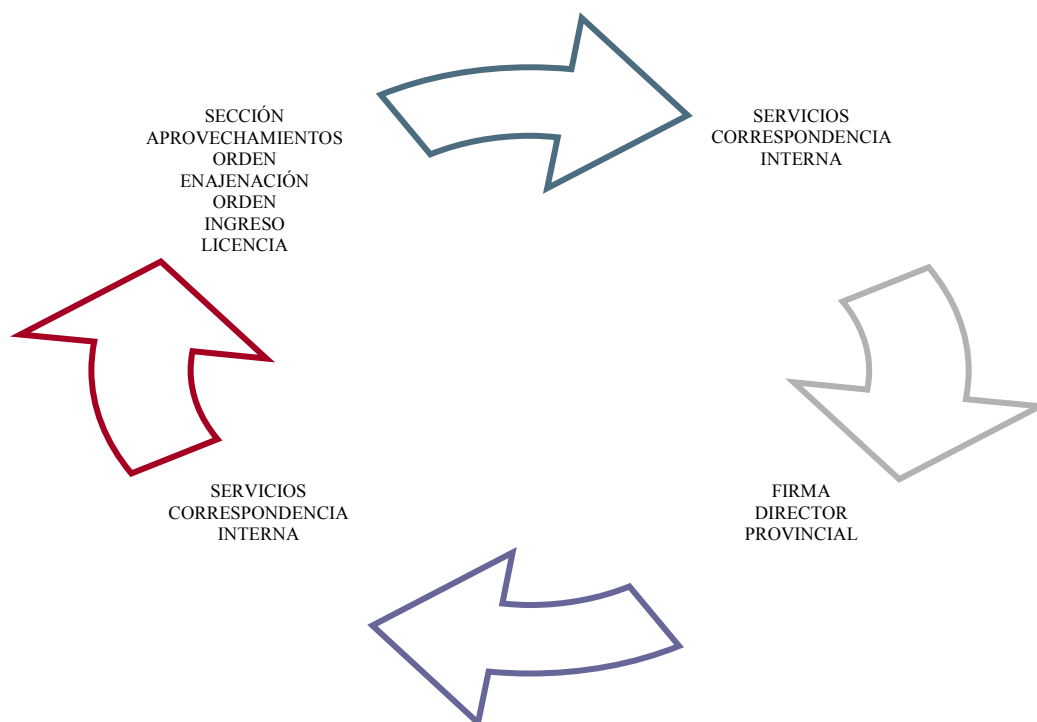 SECCIÓN
APROVECHAMIENTOS
ORDEN
ENAJENACIÓN
ORDEN
INGRESO
LICENCIA
SERVICIOS
CORRESPONDENCIA
INTERNA
FIRMA
DIRECTOR
PROVINCIAL
SERVICIOS
CORRESPONDENCIA
INTERNA